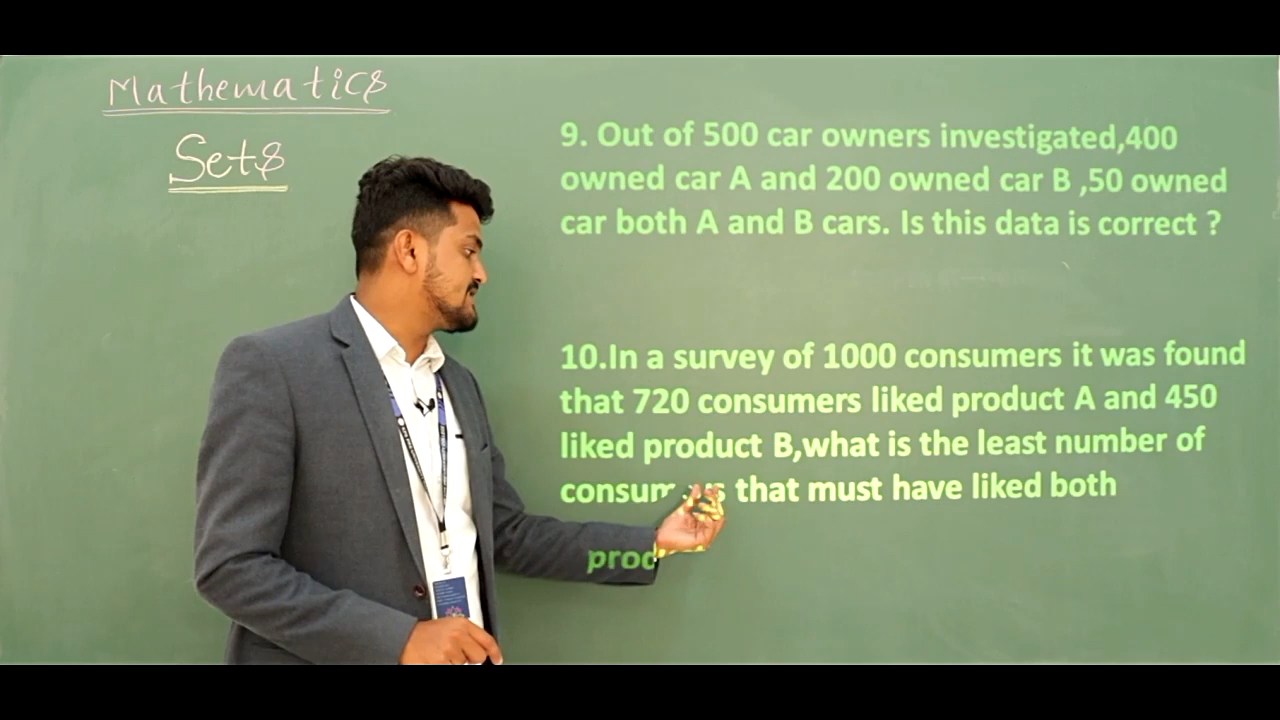 Mathematics
Sets
9. Out of 500 car owners investigated,400
owned car A and 200 owned car B ,50 owned
car both A and B cars. Is this data is correct ?
10.In a survey of 1000 consumers it was found
that 720 consumers liked product A and 450
liked product B,what is the least number of
that must have liked both